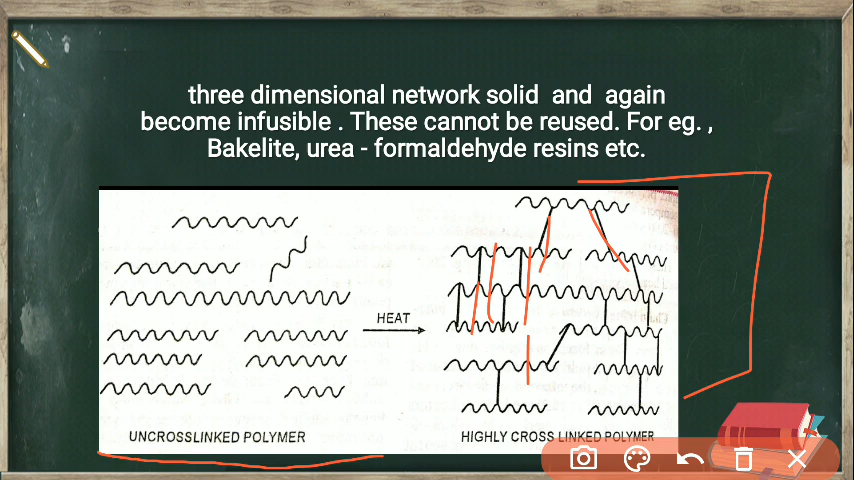 three dimensional network solid and again
become infusible . These cannot be reused. For eg. ,
Bakelite, urea - formaldehyde resins etc.
HEAT
UNCROSSLINKED POLYMER
HIGHLY CROSS LINKED POLYMER